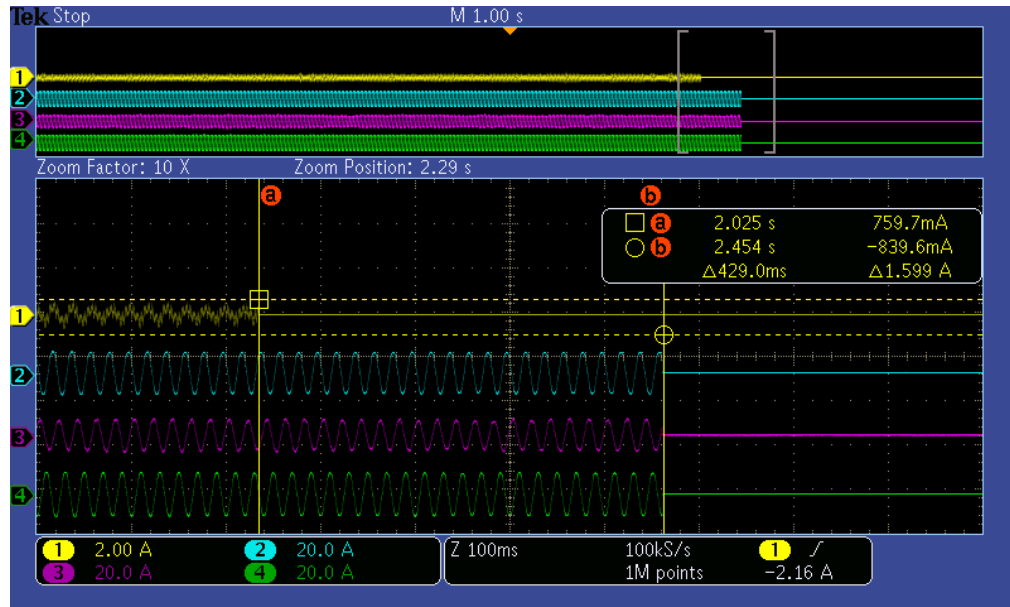 Tek Stop M 1.00 s
1
2
3
4
Zoom Factor: 10 X Zoom Position: 2.29 s
a b
a 2.025 s 759.7mA
b 2.454 s -839.6mA
Δ429.0ms Δ1.599 A
1
2
3
4
1 2.00 A 2 20.0 A Z 100ms 100kS/s 1 
3 20.0 A 4 20.0 A 1M points -2.16 A